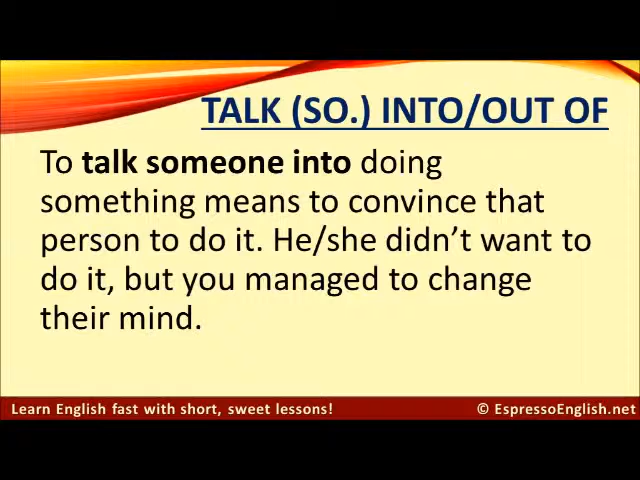 TALK (SO.) INTO/OUT OF
To talk someone into doing
something means to convince that
person to do it. He/she didn’t want to
do it, but you managed to change
their mind.
Learn English fast with short, sweet lessons!
© EspressoEnglish.net